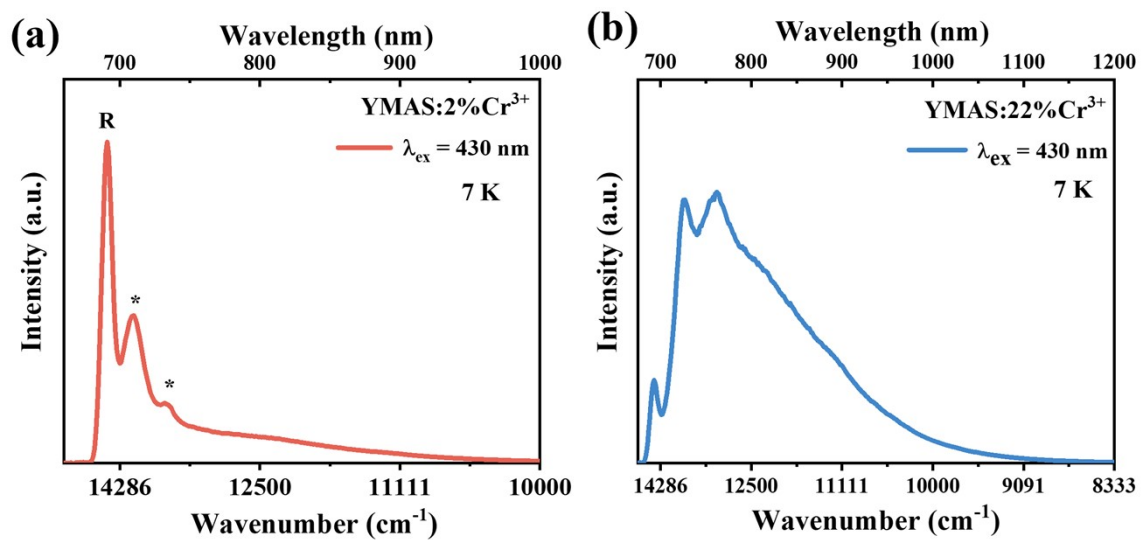 (a)
Wavelength (nm)
700 800 900 1000
YMAS:2%Cr³⁺
R
λex = 430 nm
7 K
*
*
Intensity (a.u.)
14286 12500 11111 10000
Wavenumber (cm⁻¹)
(b)
Wavelength (nm)
700 800 900 1000 1100 1200
YMAS:22%Cr³⁺
λex = 430 nm
7 K
Intensity (a.u.)
14286 12500 11111 10000 9091 8333
Wavenumber (cm⁻¹)